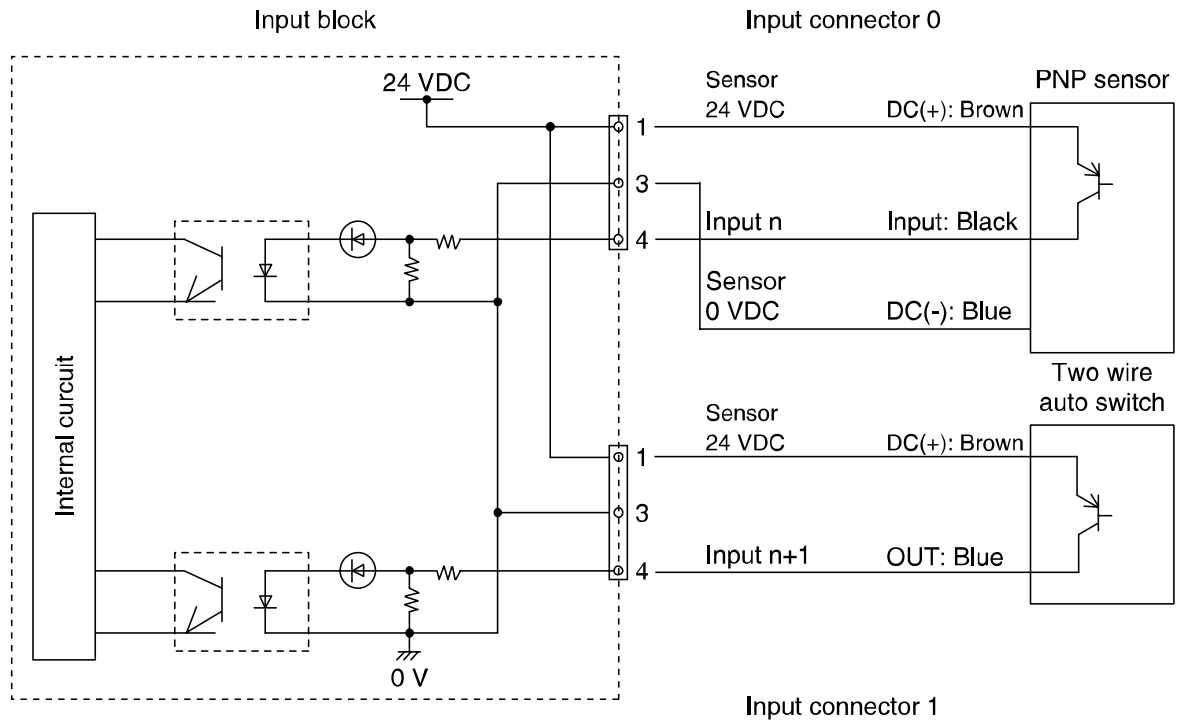 Input block
Input connector 0
24 VDC
Sensor
24 VDC
DC(+): Brown
PNP sensor
1
3
4
Input n
Input: Black
Sensor
0 VDC
DC(-): Blue
Internal curcuit
Two wire
auto switch
Sensor
24 VDC
DC(+): Brown
1
3
4
Input n+1
OUT: Blue
0 V
Input connector 1